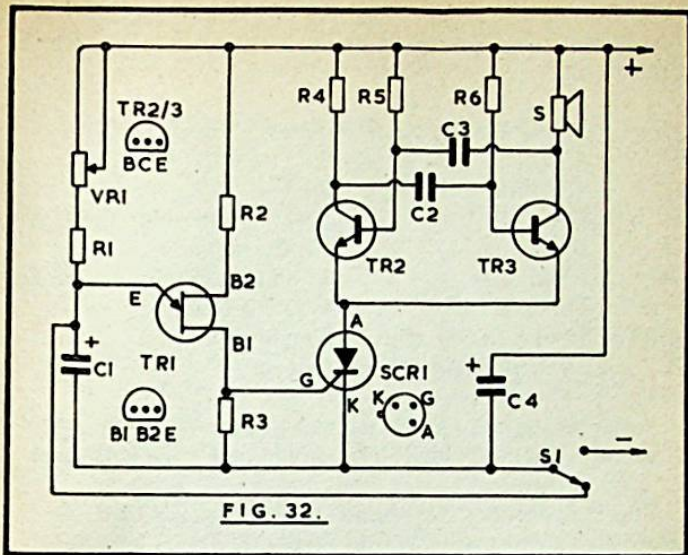 +
R4
R5
R6
S
TR2/3
BCE
C3
VR1
C2
R2
R1
TR2
TR3
E
B2
B1
A
+
C1
TR1
G
SCR1
K
K
G
A
+
C4
B1 B2 E
R3
S1
-
FIG. 32.